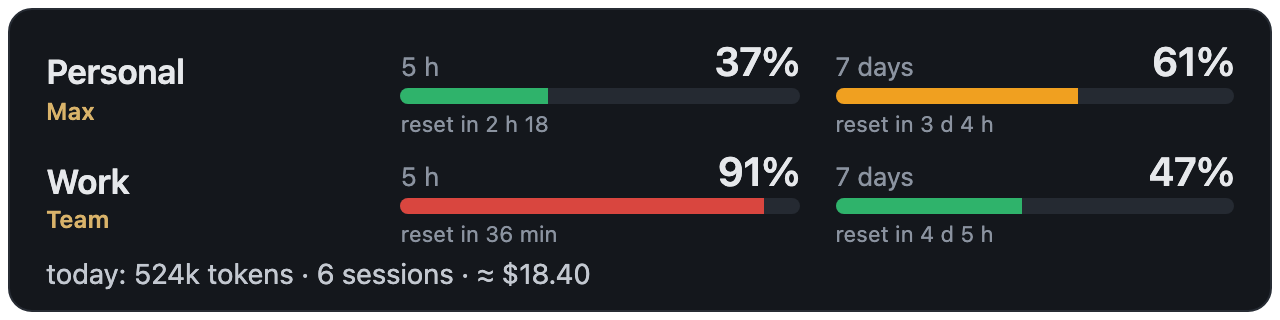 Personal
Max
5 h 37%
reset in 2 h 18
7 days 61%
reset in 3 d 4 h
Work
Team
5 h 91%
reset in 36 min
7 days 47%
reset in 4 d 5 h
today: 524k tokens · 6 sessions · ≈ $18.40